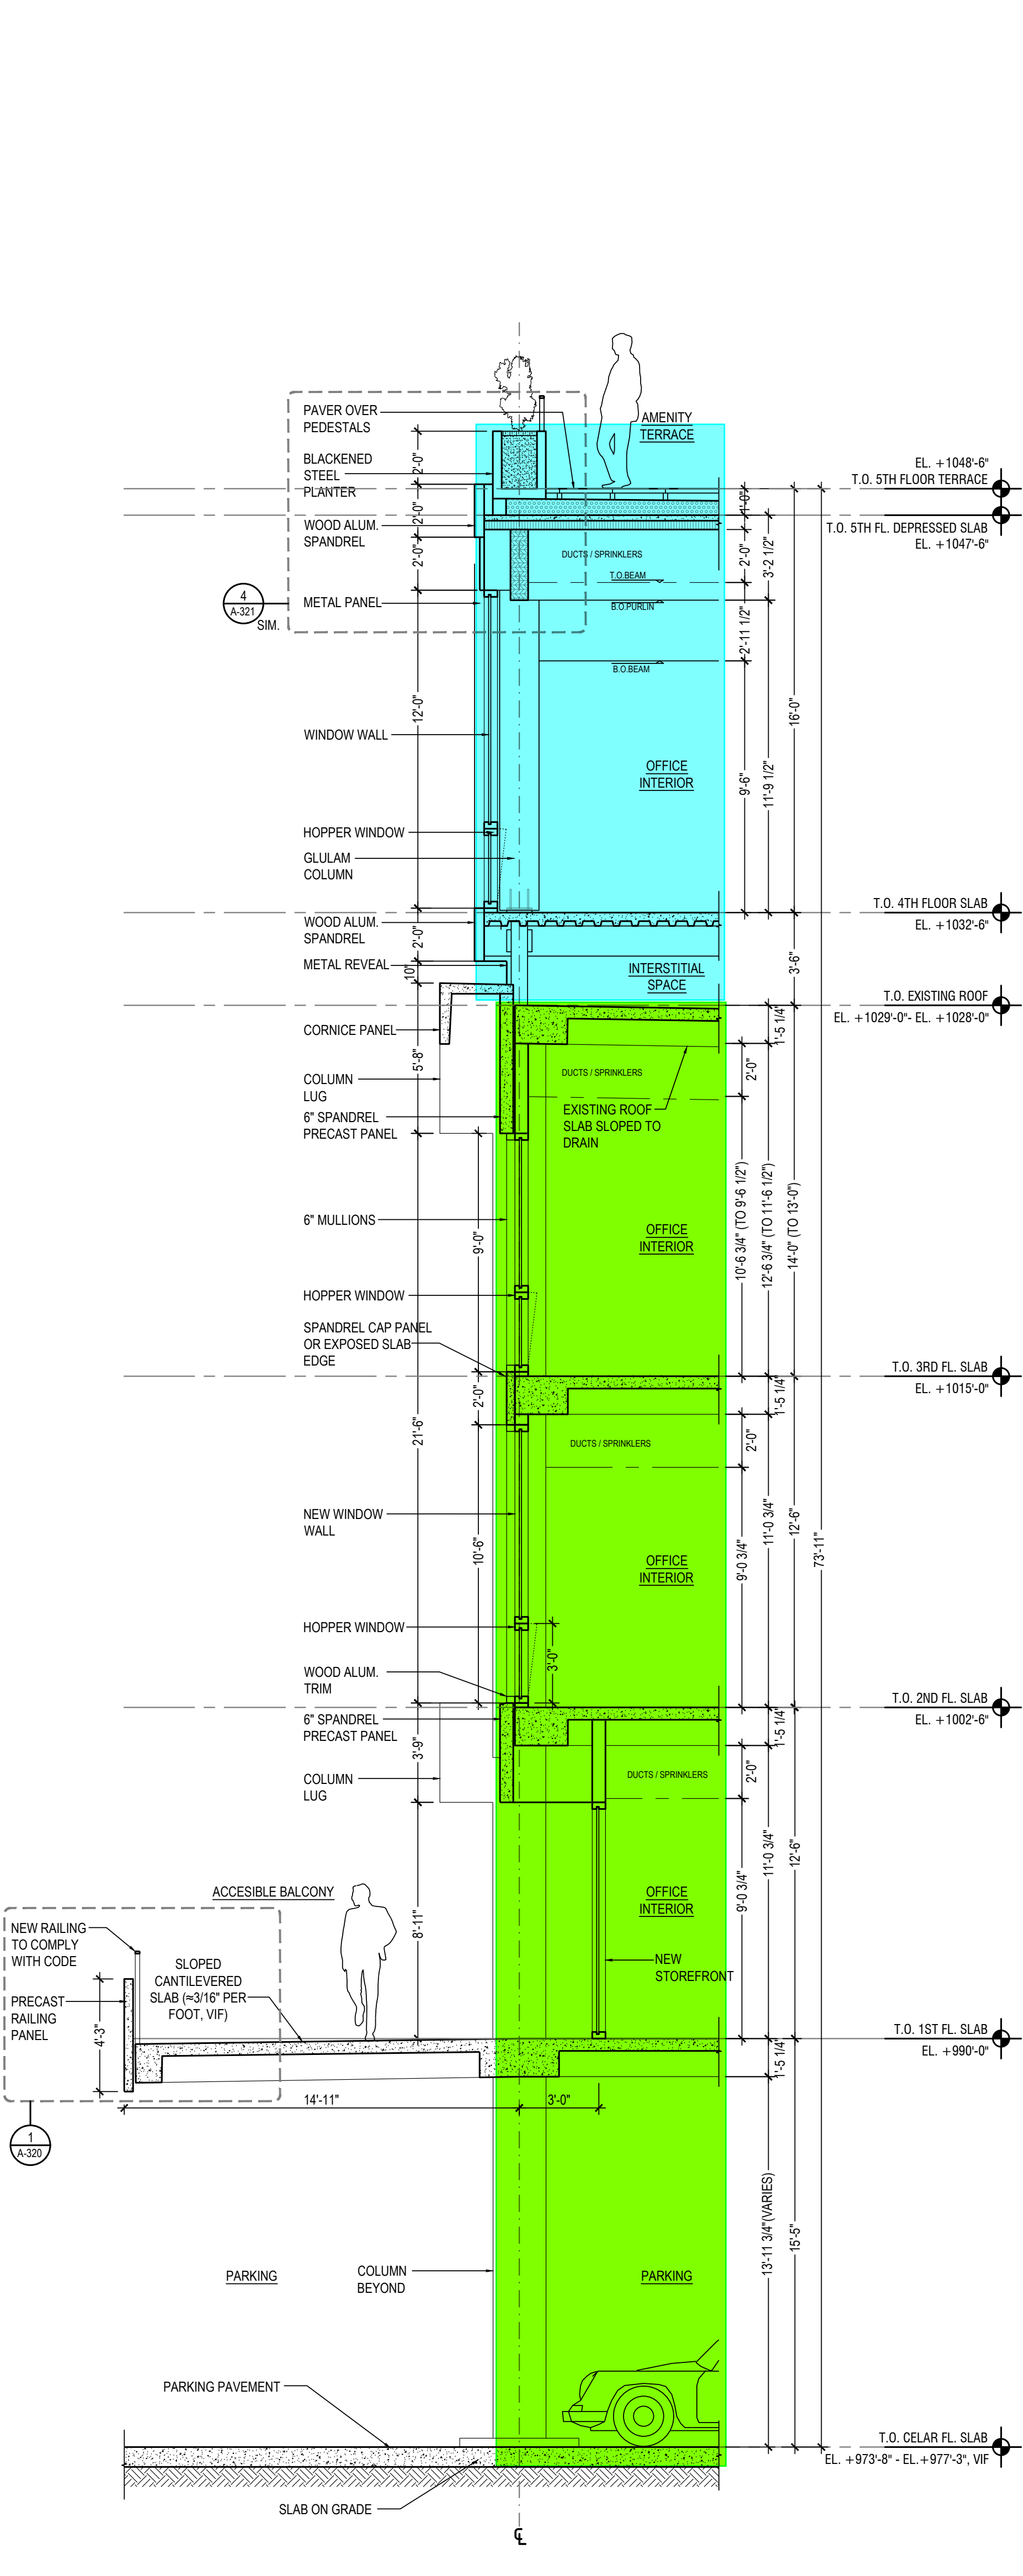 PAVER OVER
PEDESTALS
BLACKENED
STEEL
PLANTER
WOOD ALUM.
SPANDREL
METAL PANEL
4
A-321
SIM.
WINDOW WALL
HOPPER WINDOW
GLULAM
COLUMN
WOOD ALUM.
SPANDREL
METAL REVEAL
CORNICE PANEL
COLUMN
LUG
6" SPANDREL
PRECAST PANEL
6" MULLIONS
HOPPER WINDOW
SPANDREL CAP PANEL
OR EXPOSED SLAB
EDGE
NEW WINDOW
WALL
HOPPER WINDOW
WOOD ALUM.
TRIM
6" SPANDREL
PRECAST PANEL
COLUMN
LUG
ACCESIBLE BALCONY
NEW RAILING
TO COMPLY
WITH CODE
PRECAST
RAILING
PANEL
SLOPED
CANTILEVERED
SLAB (≈3/16" PER
FOOT, VIF)
4'-3"
1
A-320
14'-11"
3'-0"
PARKING
COLUMN
BEYOND
PARKING PAVEMENT
SLAB ON GRADE
2'-0"
2'-0"
2'-0"
12'-0"
2'-0"
10"
5'-8"
21'-6"
3'-9"
8'-11"
9'-0"
2'-0"
10'-6"
3'-0"
AMENITY
TERRACE
DUCTS / SPRINKLERS
T.O.BEAM
B.O.PURLIN
B.O.BEAM
OFFICE
INTERIOR
INTERSTITIAL
SPACE
DUCTS / SPRINKLERS
EXISTING ROOF
SLAB SLOPED TO
DRAIN
OFFICE
INTERIOR
DUCTS / SPRINKLERS
OFFICE
INTERIOR
DUCTS / SPRINKLERS
OFFICE
INTERIOR
NEW
STOREFRONT
PARKING
1'-0"
2'-0"
2'-11 1/2"
9'-6"
3'-2 1/2"
11'-9 1/2"
16'-0"
3'-6"
1'-5 1/4"
2'-0"
10'-6 3/4" (TO 9'-6 1/2")
12'-6 3/4" (TO 11'-6 1/2")
14'-0" (TO 13'-0")
1'-5 1/4"
2'-0"
9'-0 3/4"
11'-0 3/4"
12'-6"
73'-11"
1'-5 1/4"
2'-0"
9'-0 3/4"
11'-0 3/4"
12'-6"
1'-5 1/4"
13'-11 3/4"(VARIES)
15'-5"
EL. +1048'-6"
T.O. 5TH FLOOR TERRACE
T.O. 5TH FL. DEPRESSED SLAB
EL. +1047'-6"
T.O. 4TH FLOOR SLAB
EL. +1032'-6"
T.O. EXISTING ROOF
EL. +1029'-0"- EL. +1028'-0"
T.O. 3RD FL. SLAB
EL. +1015'-0"
T.O. 2ND FL. SLAB
EL. +1002'-6"
T.O. 1ST FL. SLAB
EL. +990'-0"
T.O. CELAR FL. SLAB
EL. +973'-8" - EL.+977'-3", VIF